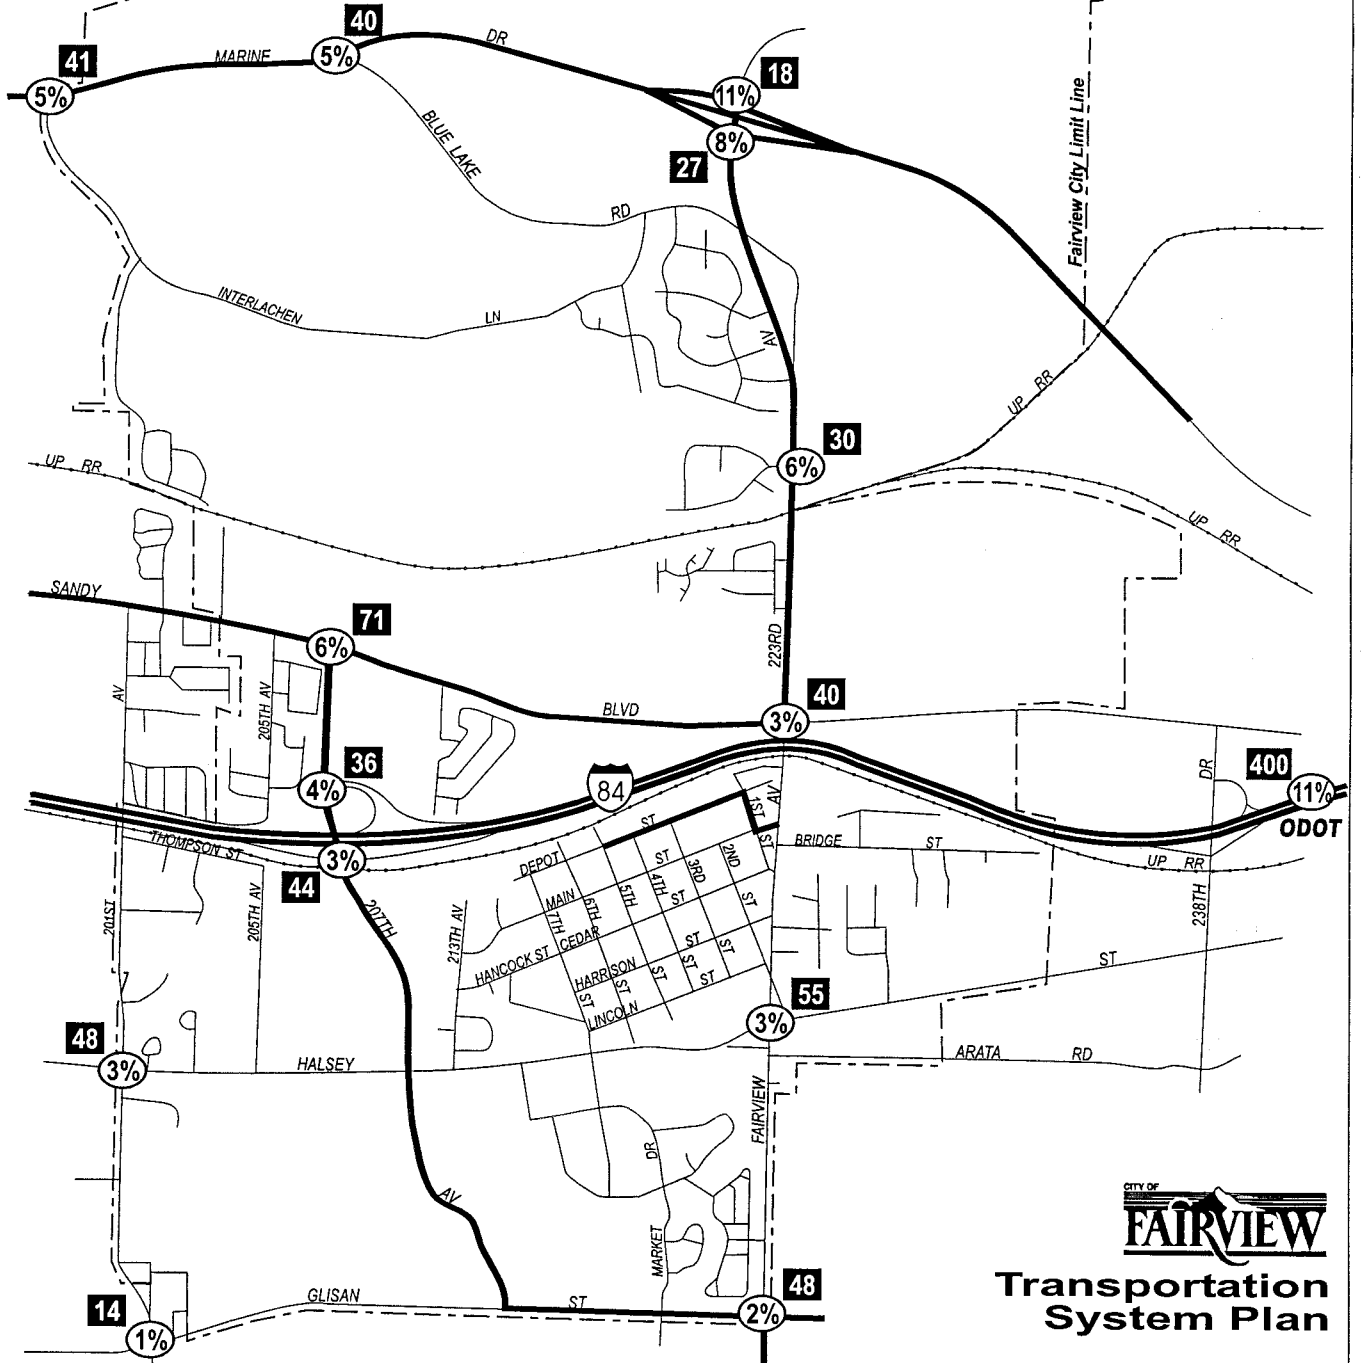 40
5%
DR
MARINE
41
5%
18
11%
8%
27
BLUE LAKE
RD
Fairview City Limit Line
INTERLACHEN
LN
AV
UP RR
30
6%
UP RR
UP RR
SANDY
71
6%
223RD
AV
205TH AV
BLVD
40
3%
36
4%
84
DR
400
11%
ODOT
1ST
AV
ST
ST
THOMPSON ST
3%
44
DEPOT
ST
3RD
2ND
BRIDGE
ST
UP RR
201ST
205TH AV
207TH
213TH AV
MAIN
7TH
6TH
5TH
4TH
ST
ST
238TH
HANCOCK ST
CEDAR
ST
ST
ST
HARRISON
ST
ST
ST
ST
ST
LINCOLN
ST
55
3%
48
3%
HALSEY
ARATA
RD
FAIRVIEW
DR
AV
MARKET
GLISAN
ST
48
2%
14
1%
CITY OF
FAIRVIEW
Transportation
System Plan